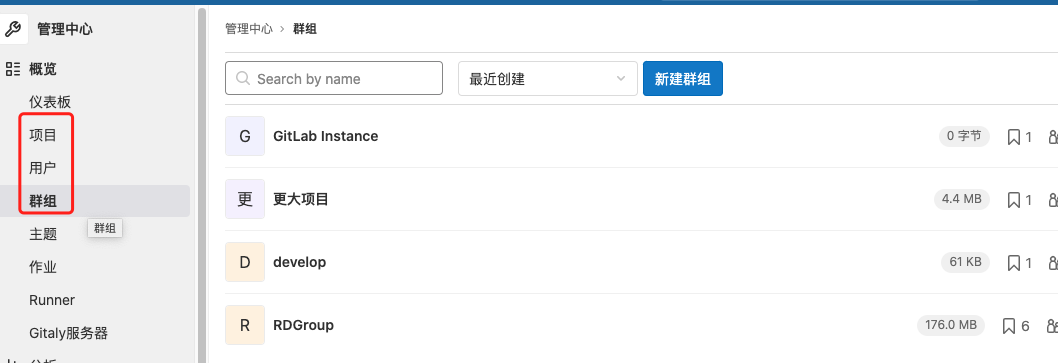 管理中心
管理中心 › 群组
概览
Search by name
最近创建
新建群组
仪表板
项目
用户
群组
群组
主题
作业
Runner
Gitaly服务器
G GitLab Instance 0 字节 1
更 更大项目 4.4 MB 1
D develop 61 KB 1
R RDGroup 176.0 MB 6